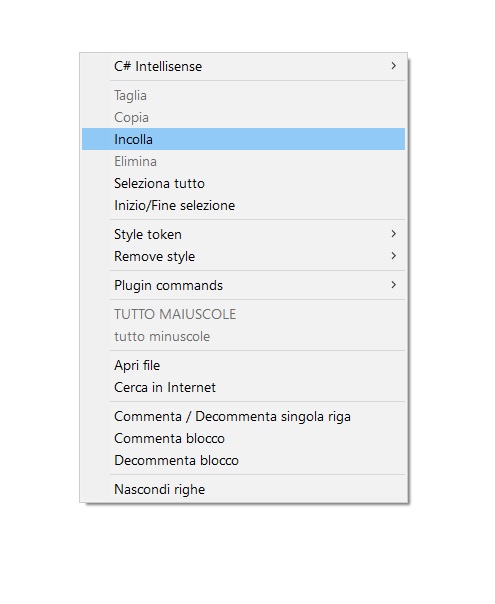 C# Intellisense
Taglia
Copia
Incolla
Elimina
Seleziona tutto
Inizio/Fine selezione
Style token
Remove style
Plugin commands
TUTTO MAIUSCOLE
tutto minuscole
Apri file
Cerca in Internet
Commenta / Decommenta singola riga
Commenta blocco
Decommenta blocco
Nascondi righe